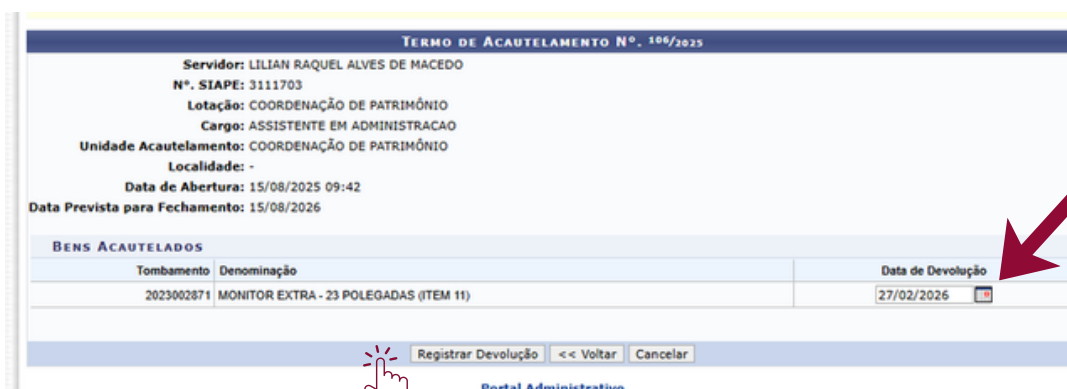 TERMO DE ACAUTELAMENTO Nº. 106/2025
Servidor: LILIAN RAQUEL ALVES DE MACEDO
Nº. SIAPE: 3111703
Lotação: COORDENAÇÃO DE PATRIMÔNIO
Cargo: ASSISTENTE EM ADMINISTRACAO
Unidade Acautelamento: COORDENAÇÃO DE PATRIMÔNIO
Localidade: -
Data de Abertura: 15/08/2025 09:42
Data Prevista para Fechamento: 15/08/2026
BENS ACAUTELADOS
Tombamento Denominação Data de Devolução
2023002871 MONITOR EXTRA - 23 POLEGADAS (ITEM 11) 27/02/2026
Registrar Devolução << Voltar Cancelar
Portal Administrativo